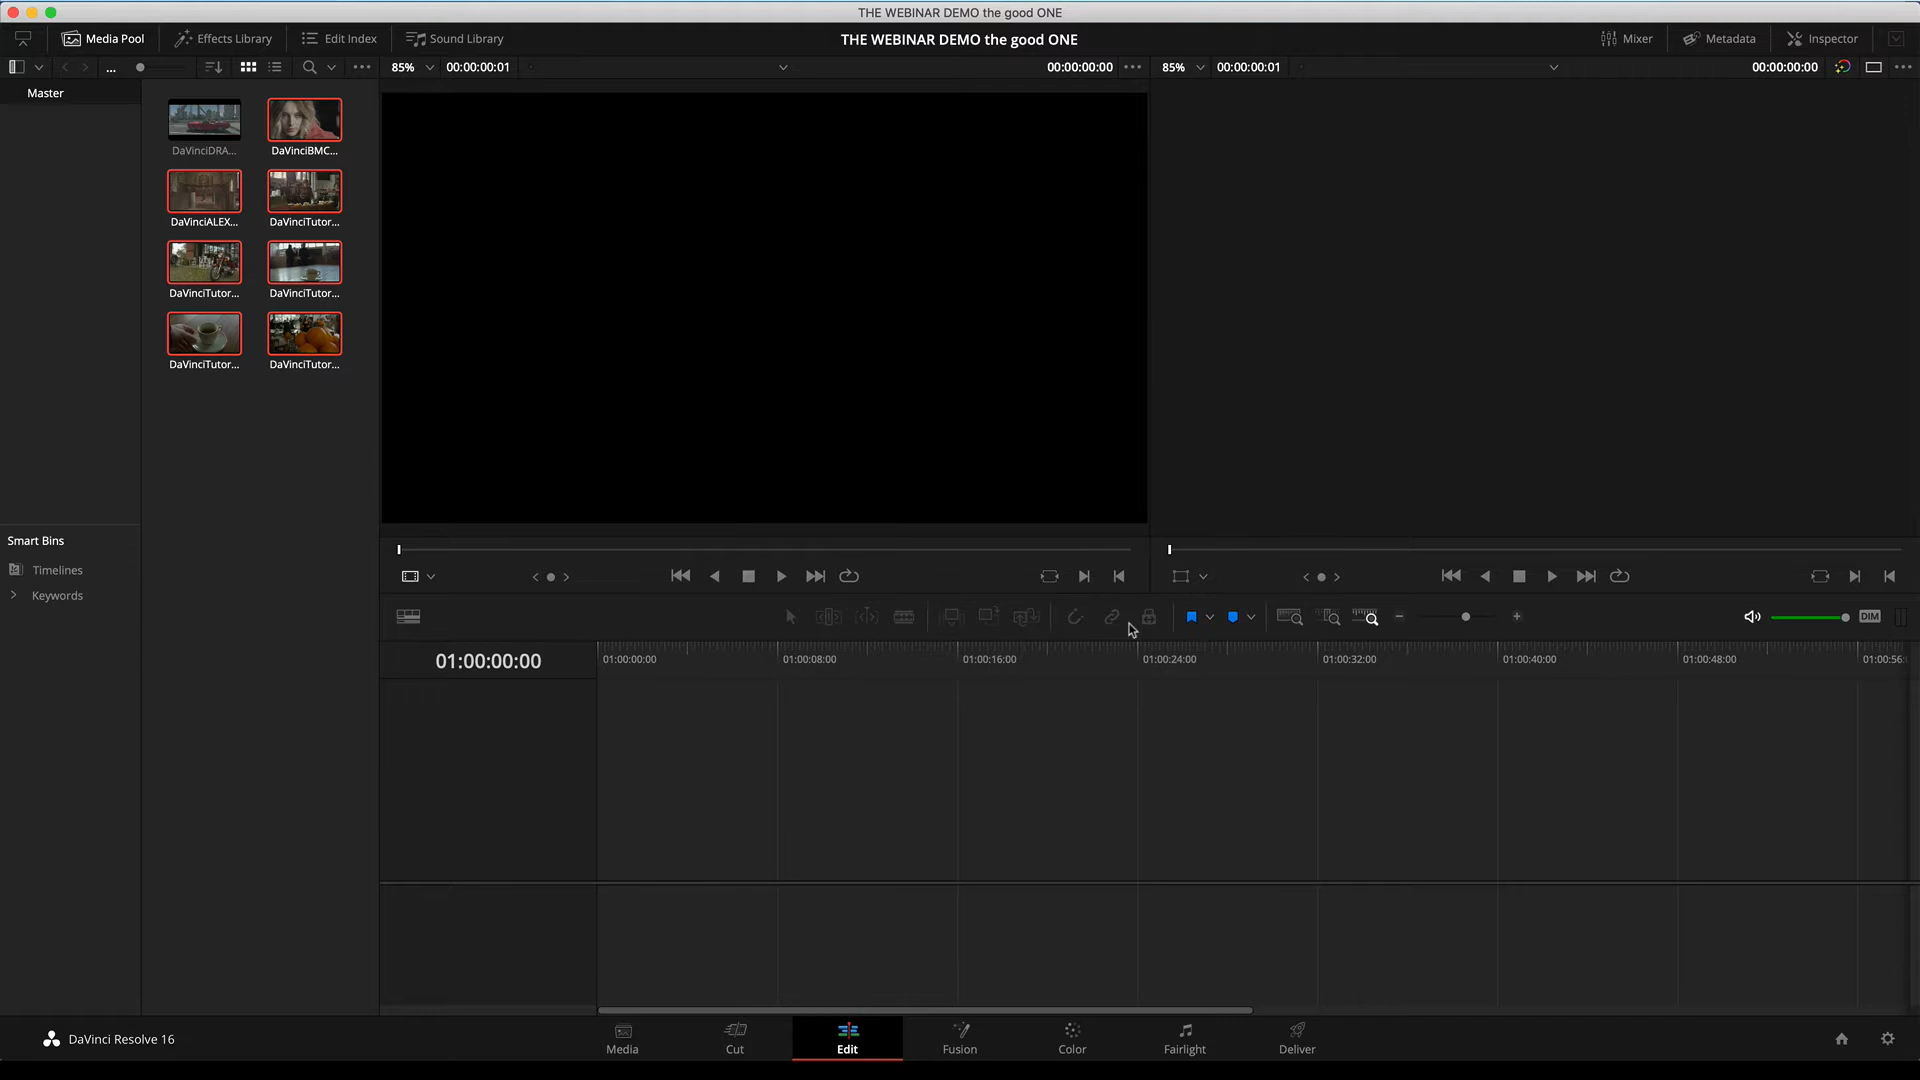 THE WEBINAR DEMO the good ONE
Media Pool
Effects Library
Edit Index
Sound Library
THE WEBINAR DEMO the good ONE
Mixer
Metadata
Inspector
...
85%
00:00:00:01
00:00:00:00
85%
00:00:00:01
00:00:00:00
Master
DaVinciDRA...
DaVinciBMC...
DaVinciALEX...
DaVinciTutor...
DaVinciTutor...
DaVinciTutor...
DaVinciTutor...
DaVinciTutor...
Smart Bins
Timelines
Keywords
DIM
01:00:00:00
01:00:00:00
01:00:08:00
01:00:16:00
01:00:24:00
01:00:32:00
01:00:40:00
01:00:48:00
01:00:56:
DaVinci Resolve 16
Media
Cut
Edit
Fusion
Color
Fairlight
Deliver